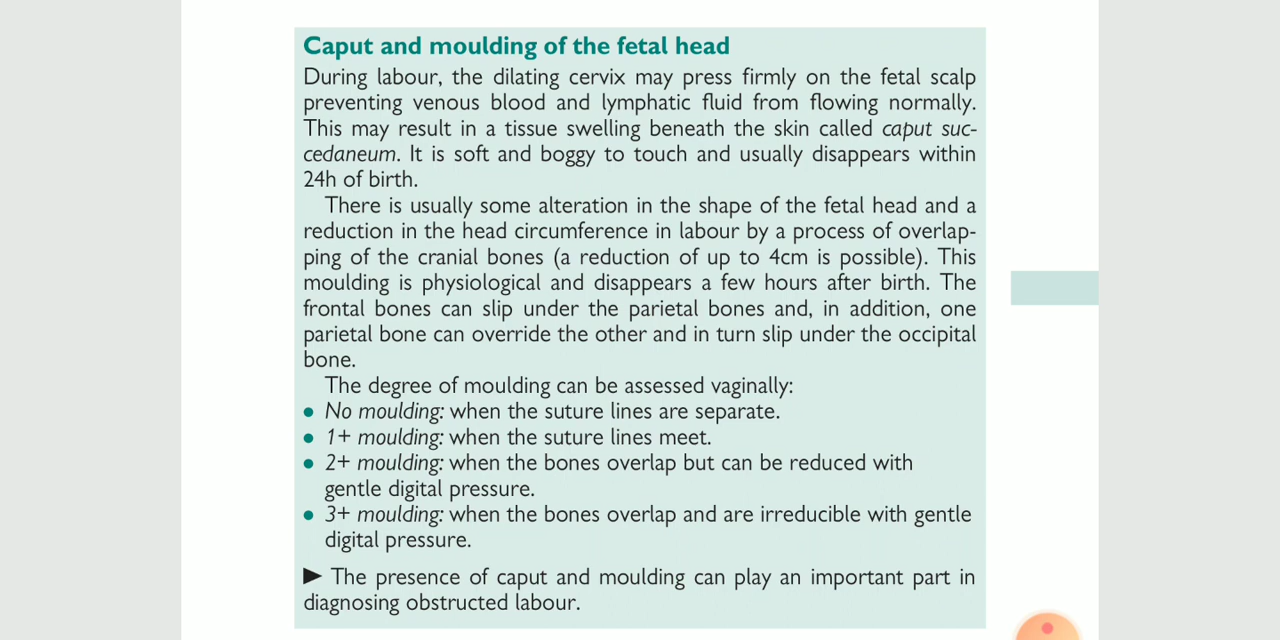 Caput and moulding of the fetal head
During labour, the dilating cervix may press firmly on the fetal scalp
preventing venous blood and lymphatic fluid from flowing normally.
This may result in a tissue swelling beneath the skin called caput suc-
cedaneum. It is soft and boggy to touch and usually disappears within
24h of birth.
There is usually some alteration in the shape of the fetal head and a
reduction in the head circumference in labour by a process of overlap-
ping of the cranial bones (a reduction of up to 4cm is possible). This
moulding is physiological and disappears a few hours after birth. The
frontal bones can slip under the parietal bones and, in addition, one
parietal bone can override the other and in turn slip under the occipital
bone.
The degree of moulding can be assessed vaginally:
• No moulding: when the suture lines are separate.
• 1+ moulding: when the suture lines meet.
• 2+ moulding: when the bones overlap but can be reduced with
gentle digital pressure.
• 3+ moulding: when the bones overlap and are irreducible with gentle
digital pressure.
► The presence of caput and moulding can play an important part in
diagnosing obstructed labour.